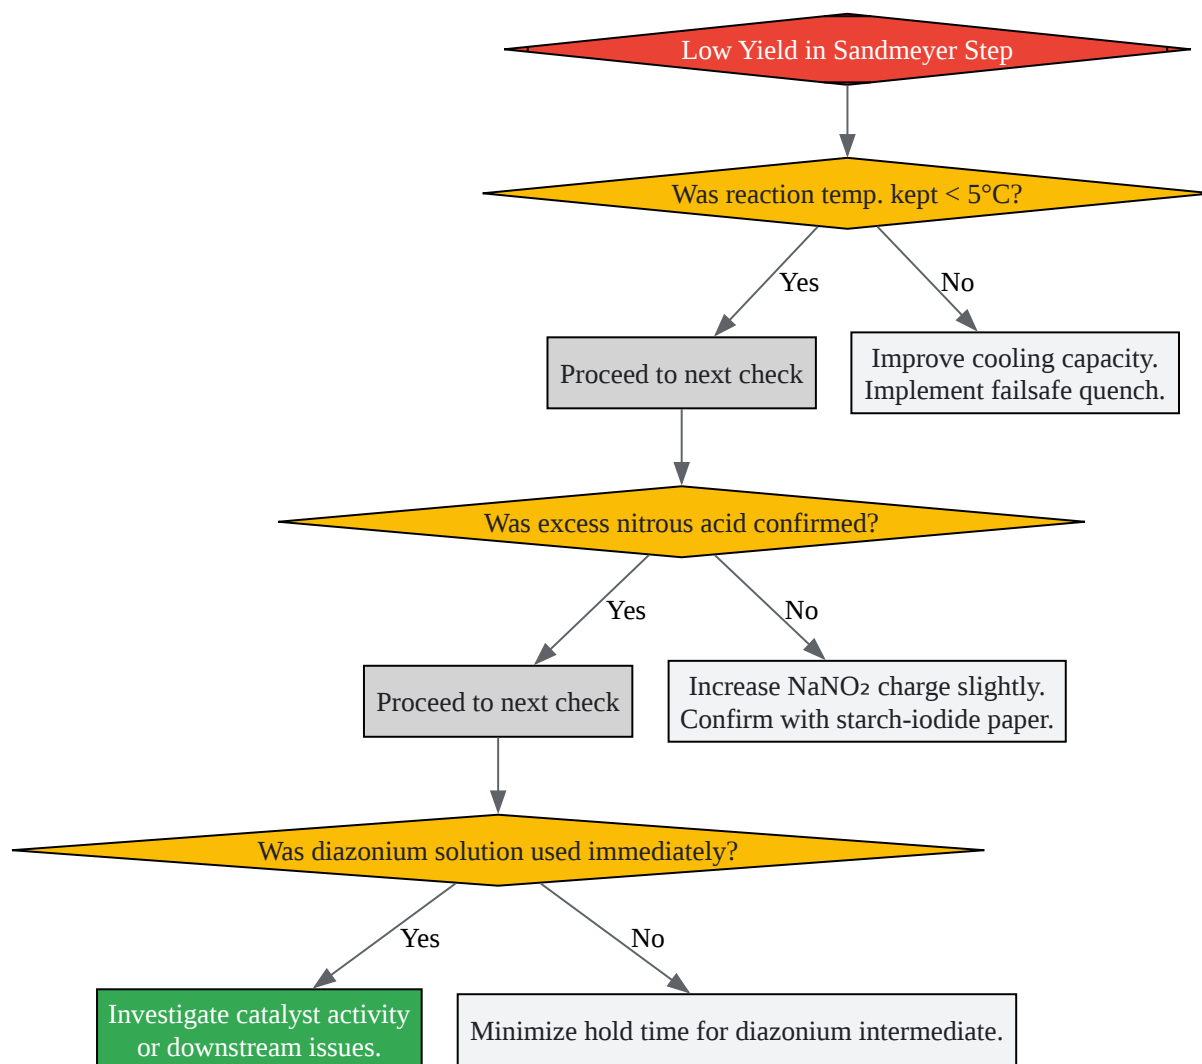 Low Yield in Sandmeyer Step
Was reaction temp. kept < 5°C?
Yes
No
Proceed to next check
Improve cooling capacity.
Implement failsafe quench.
Was excess nitrous acid confirmed?
Yes
No
Proceed to next check
Increase NaNO₂ charge slightly.
Confirm with starch-iodide paper.
Was diazonium solution used immediately?
Yes
No
Investigate catalyst activity
or downstream issues.
Minimize hold time for diazonium intermediate.